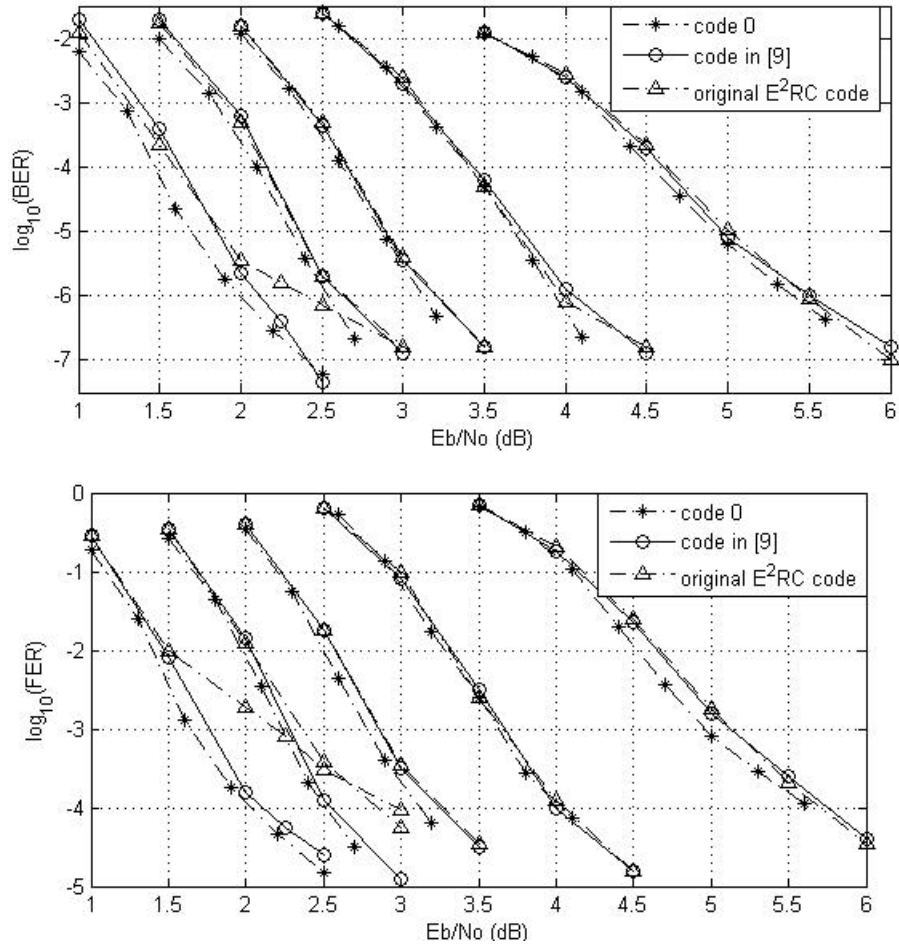 -2
-3
-4
-5
-6
-7
log10(BER)
code 0
code in [9]
original E²RC code
1 1.5 2 2.5 3 3.5 4 4.5 5 5.5 6
Eb/No (dB)
0
-1
-2
-3
-4
-5
log10(FER)
code 0
code in [9]
original E²RC code
1 1.5 2 2.5 3 3.5 4 4.5 5 5.5 6
Eb/No (dB)